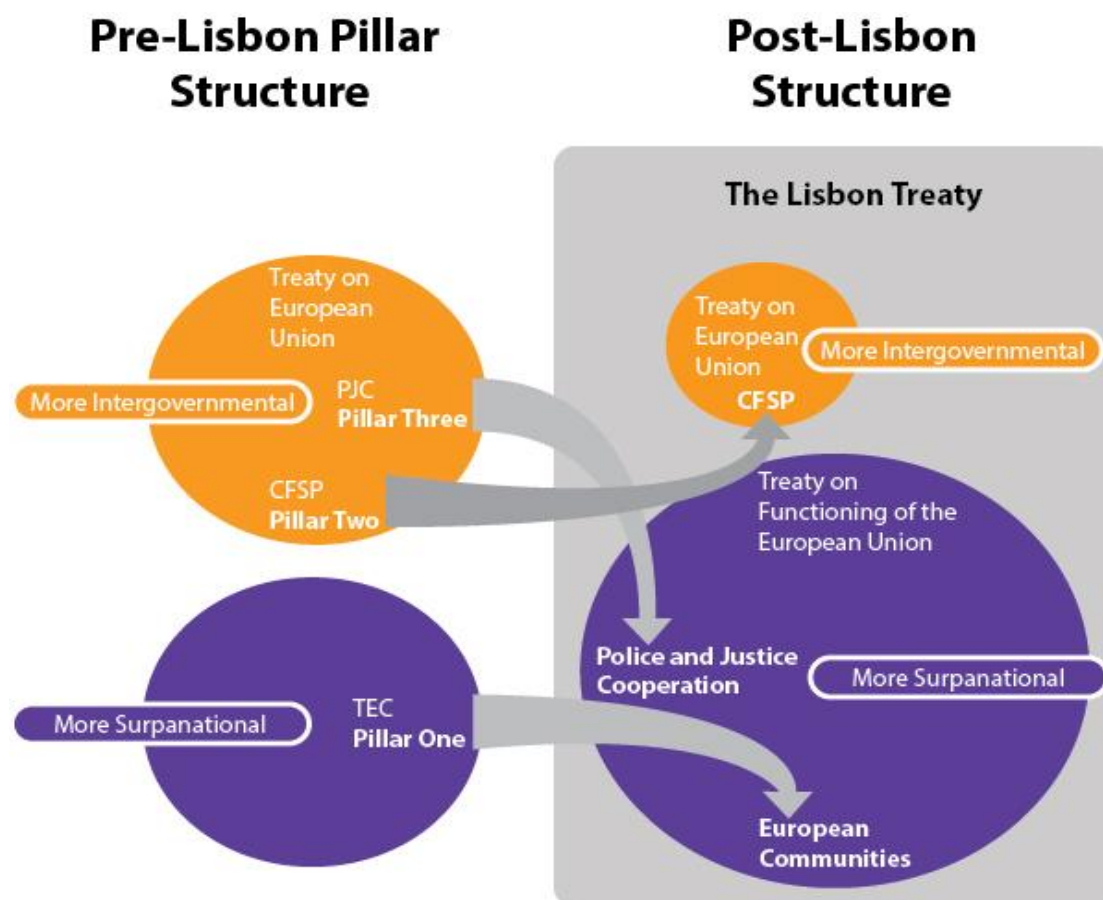 Pre-Lisbon Pillar
Structure
Post-Lisbon
Structure
The Lisbon Treaty
Treaty on
European
Union
More Intergovernmental
PJC
Pillar Three
CFSP
Pillar Two
More Surpanational
TEC
Pillar One
Treaty on
European
Union
CFSP
More Intergovernmental
Treaty on
Functioning of the
European Union
Police and Justice
Cooperation
More Surpanational
European
Communities